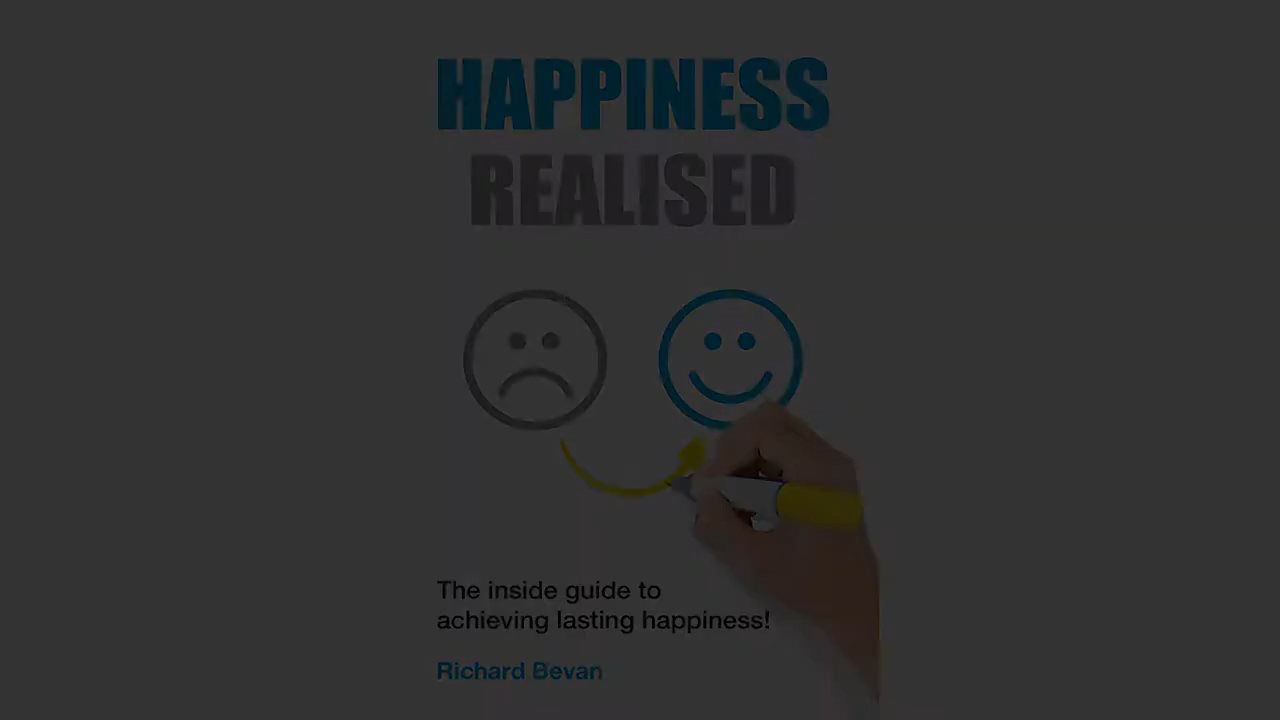 HAPPINESS
REALISED
The inside guide to
achieving lasting happiness!
Richard Bevan